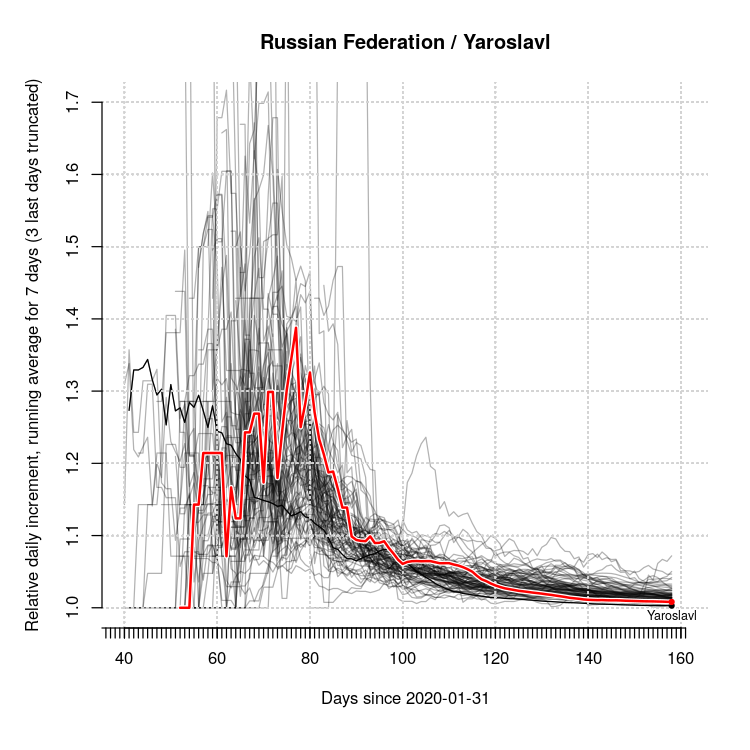 Russian Federation / Yaroslavl
Relative daily increment, running average for 7 days (3 last days truncated)
1.7
1.6
1.5
1.4
1.3
1.2
1.1
1.0
Yaroslavl
40 60 80 100 120 140 160
Days since 2020-01-31